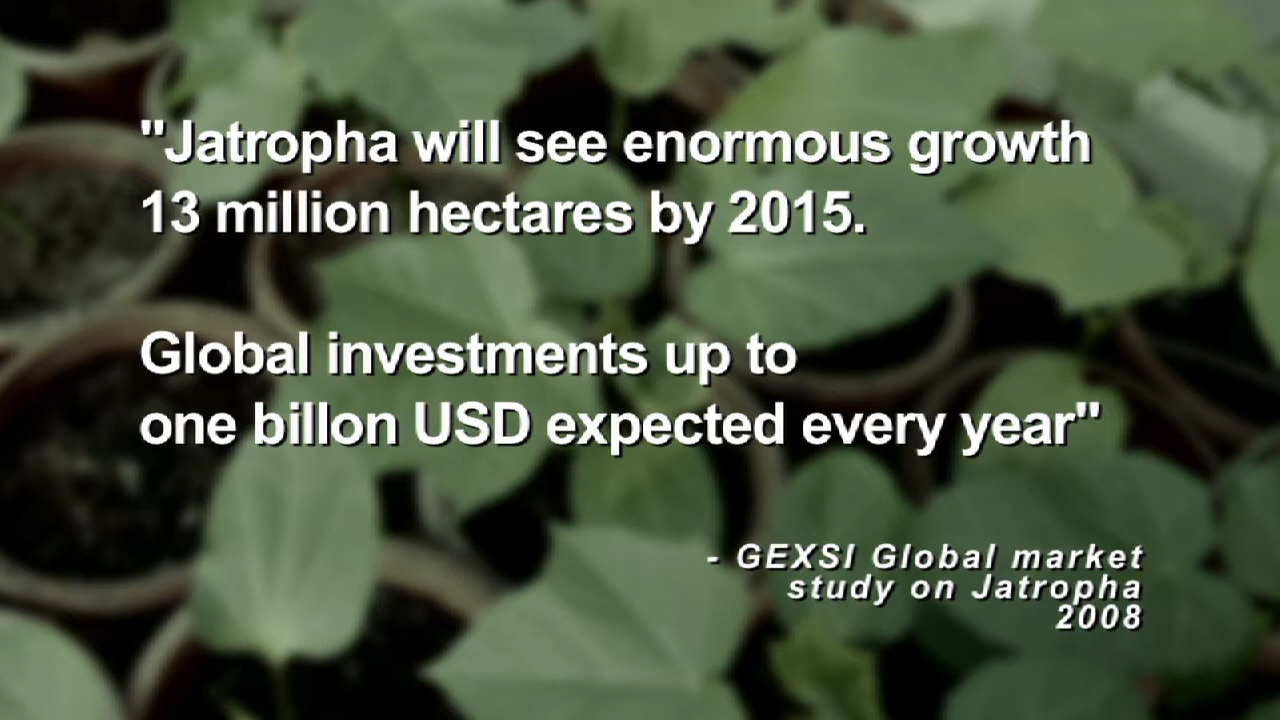 "Jatropha will see enormous growth
13 million hectares by 2015.
Global investments up to
one billon USD expected every year"
- GEXSI Global market
study on Jatropha
2008